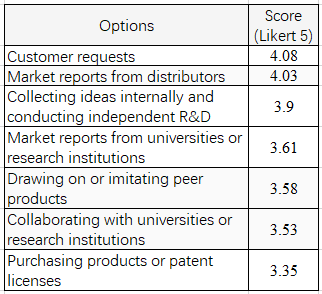 Options
Score
(Likert 5)
Customer requests
4.08
Market reports from distributors
4.03
Collecting ideas internally and
conducting independent R&D
3.9
Market reports from universities or
research institutions
3.61
Drawing on or imitating peer
products
3.58
Collaborating with universities or
research institutions
3.53
Purchasing products or patent
licenses
3.35